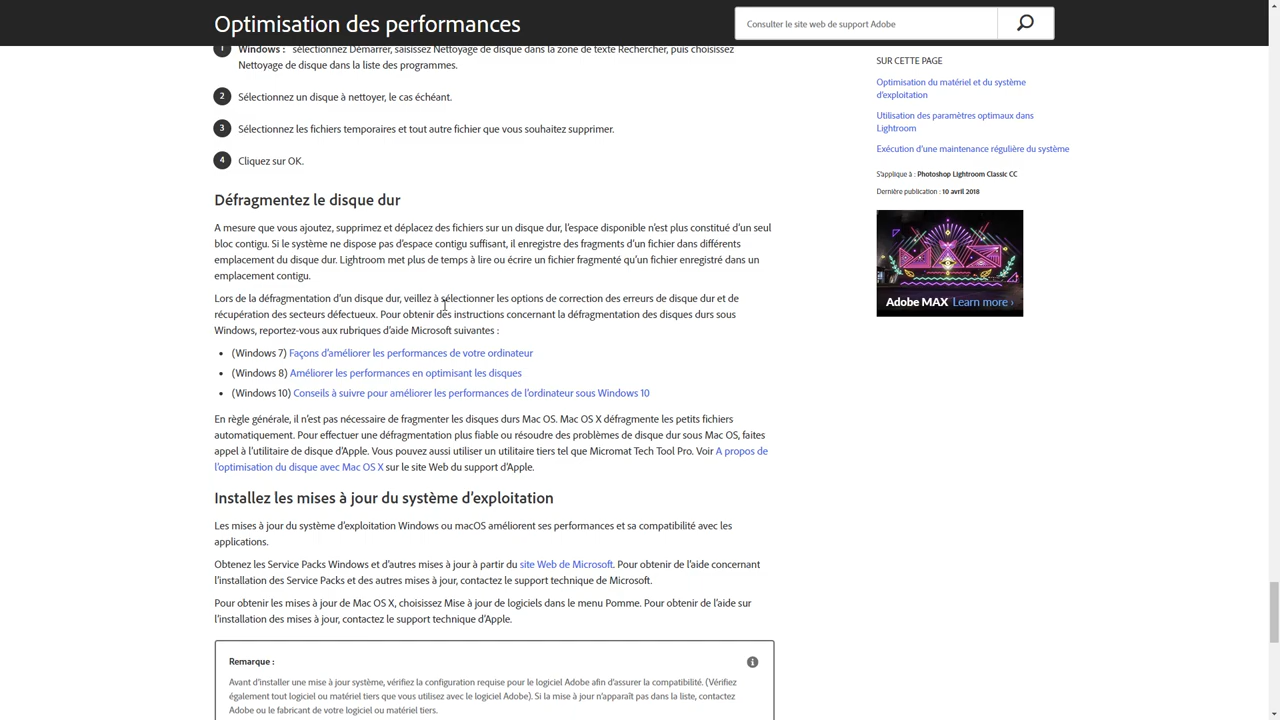 Optimisation des performances
Consulter le site web de support Adobe
1 Windows : sélectionnez Démarrer, saisissez Nettoyage de disque dans la zone de texte Rechercher, puis choisissez
Nettoyage de disque dans la liste des programmes.
2 Sélectionnez un disque à nettoyer, le cas échéant.
3 Sélectionnez les fichiers temporaires et tout autre fichier que vous souhaitez supprimer.
4 Cliquez sur OK.
Défragmentez le disque dur
A mesure que vous ajoutez, supprimez et déplacez des fichiers sur un disque dur, l'espace disponible n'est plus constitué d'un seul
bloc contigu. Si le système ne dispose pas d'espace contigu suffisant, il enregistre des fragments d'un fichier dans différents
emplacement du disque dur. Lightroom met plus de temps à lire ou écrire un fichier fragmenté qu'un fichier enregistré dans un
emplacement contigu.
Lors de la défragmentation d'un disque dur, veillez à sélectionner les options de correction des erreurs de disque dur et de
récupération des secteurs défectueux. Pour obtenir des instructions concernant la défragmentation des disques durs sous
Windows, reportez-vous aux rubriques d'aide Microsoft suivantes :
• (Windows 7) Façons d'améliorer les performances de votre ordinateur
• (Windows 8) Améliorer les performances en optimisant les disques
• (Windows 10) Conseils à suivre pour améliorer les performances de l'ordinateur sous Windows 10
En règle générale, il n'est pas nécessaire de fragmenter les disques durs Mac OS. Mac OS X défragmente les petits fichiers
automatiquement. Pour effectuer une défragmentation plus fiable ou résoudre des problèmes de disque dur sous Mac OS, faites
appel à l'utilitaire de disque d'Apple. Vous pouvez aussi utiliser un utilitaire tiers tel que Micromat Tech Tool Pro. Voir A propos de
l'optimisation du disque avec Mac OS X sur le site Web du support d'Apple.
Installez les mises à jour du système d'exploitation
Les mises à jour du système d'exploitation Windows ou macOS améliorent ses performances et sa compatibilité avec les
applications.
Obtenez les Service Packs Windows et d'autres mises à jour à partir du site Web de Microsoft. Pour obtenir de l'aide concernant
l'installation des Service Packs et des autres mises à jour, contactez le support technique de Microsoft.
Pour obtenir les mises à jour de Mac OS X, choisissez Mise à jour de logiciels dans le menu Pomme. Pour obtenir de l'aide sur
l'installation des mises à jour, contactez le support technique d'Apple.
Remarque :
Avant d'installer une mise à jour système, vérifiez la configuration requise pour le logiciel Adobe afin d'assurer la compatibilité. (Vérifiez
également tout logiciel ou matériel tiers que vous utilisez avec le logiciel Adobe). Si la mise à jour n'apparaît pas dans la liste, contactez
Adobe ou le fabricant de votre logiciel ou matériel tiers.
SUR CETTE PAGE
Optimisation du matériel et du système
d'exploitation
Utilisation des paramètres optimaux dans
Lightroom
Exécution d'une maintenance régulière du système
S'applique à : Photoshop Lightroom Classic CC
Dernière publication : 10 avril 2018
Adobe MAX Learn more ›